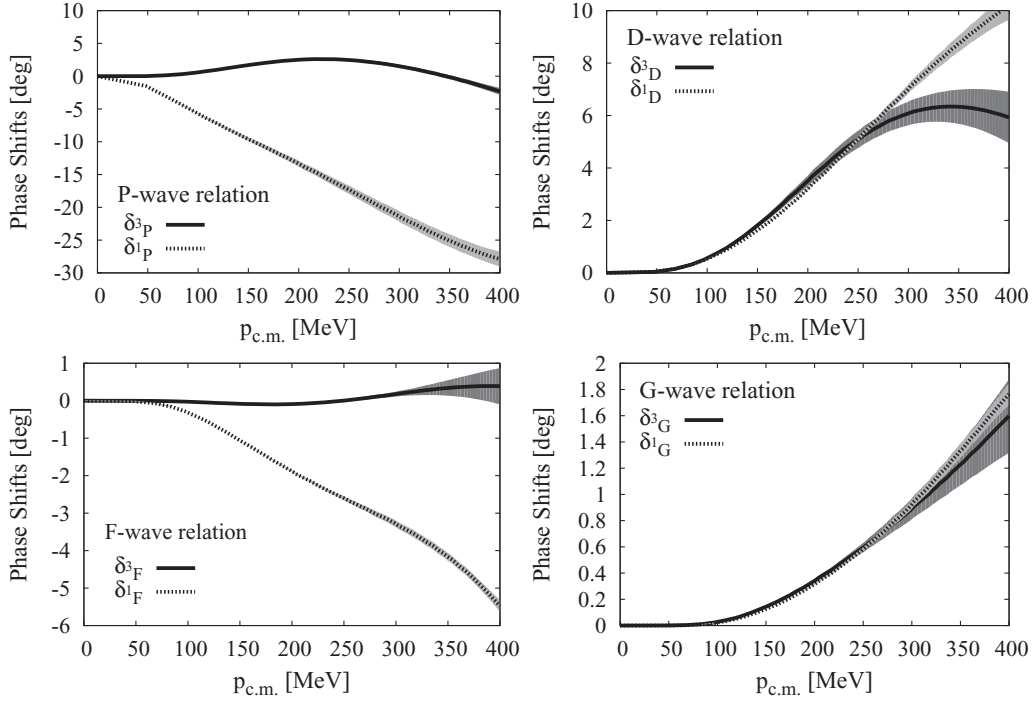 10
5
0
-5
-10
-15
-20
-25
-30
Phase Shifts [deg]
P-wave relation
δ³P
δ¹P
0 50 100 150 200 250 300 350 400
p c.m. [MeV]
10
8
6
4
2
0
Phase Shifts [deg]
D-wave relation
δ³D
δ¹D
0 50 100 150 200 250 300 350 400
p c.m. [MeV]
1
0
-1
-2
-3
-4
-5
-6
Phase Shifts [deg]
F-wave relation
δ³F
δ¹F
0 50 100 150 200 250 300 350 400
p c.m. [MeV]
2
1.8
1.6
1.4
1.2
1
0.8
0.6
0.4
0.2
0
Phase Shifts [deg]
G-wave relation
δ³G
δ¹G
0 50 100 150 200 250 300 350 400
p c.m. [MeV]